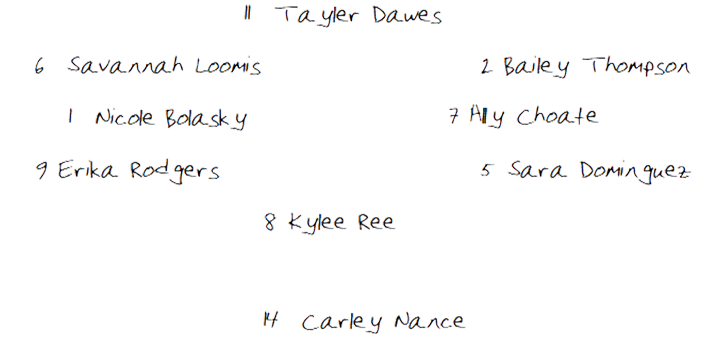 11 Tayler Dawes
6 Savannah Loomis
2 Bailey Thompson
1 Nicole Bolasky
7 Aly Choate
9 Erika Rodgers
5 Sara Dominguez
8 Kylee Ree
14 Carley Nance